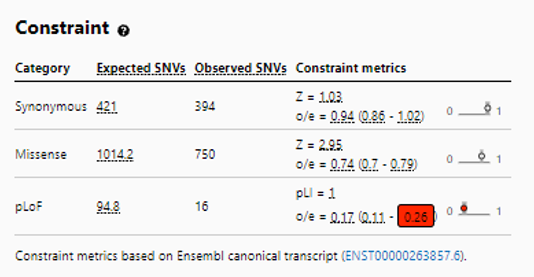 Constraint ?
Category Expected SNVs Observed SNVs Constraint metrics
Synonymous 421 394 Z = 1.03
o/e = 0.94 (0.86 - 1.02) 0 1
Missense 1014.2 750 Z = 2.95
o/e = 0.74 (0.7 - 0.79) 0 1
pLoF 94.8 16 pLI = 1
o/e = 0.17 (0.11 - 0.26) 0 1
Constraint metrics based on Ensembl canonical transcript (ENST00000263857.6).